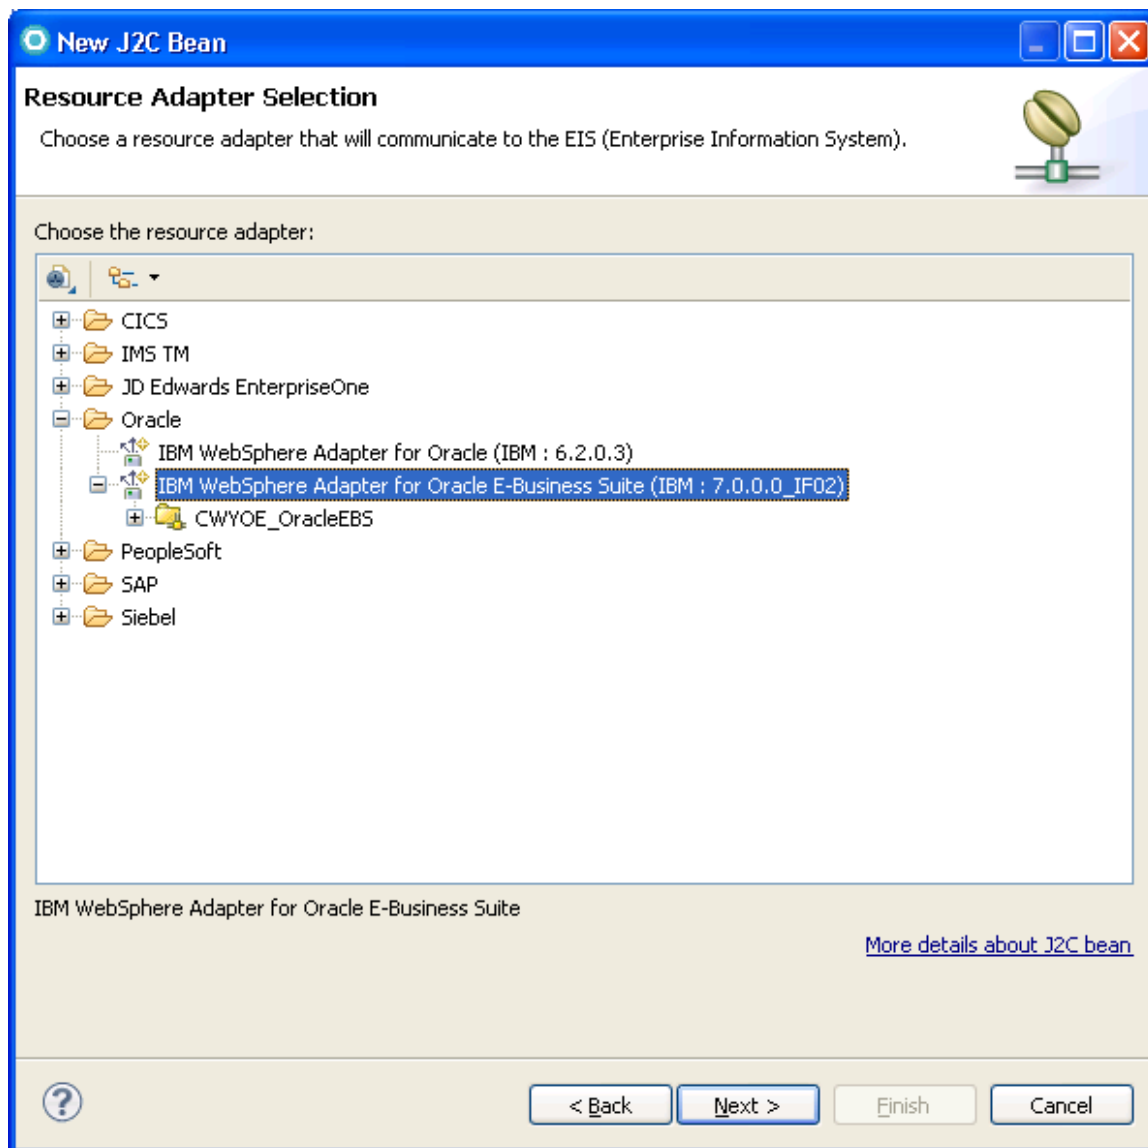 New J2C Bean
Resource Adapter Selection
Choose a resource adapter that will communicate to the EIS (Enterprise Information System).
Choose the resource adapter:
CICS
IMS TM
JD Edwards EnterpriseOne
Oracle
IBM WebSphere Adapter for Oracle (IBM : 6.2.0.3)
IBM WebSphere Adapter for Oracle E-Business Suite (IBM : 7.0.0.0_IF02)
CWYOE_OracleEBS
PeopleSoft
SAP
Siebel
IBM WebSphere Adapter for Oracle E-Business Suite
More details about J2C bean
? < Back Next > Finish Cancel